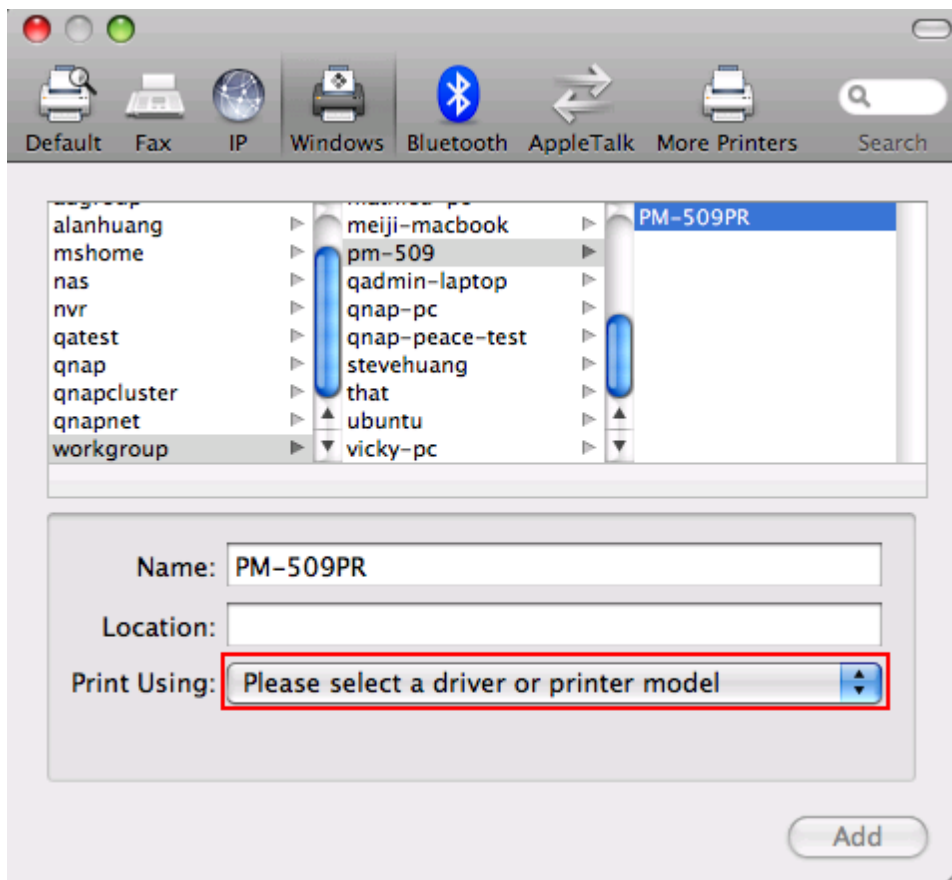 Default Fax IP Windows Bluetooth AppleTalk More Printers Search
alanhuang
mshome
nas
nvr
qatest
qnap
qnapcluster
qnapnet
workgroup
meiji-macbook
pm-509
qadmin-laptop
qnap-pc
qnap-peace-test
stevehuang
that
ubuntu
vicky-pc
PM-509PR
Name: PM-509PR
Location:
Print Using: Please select a driver or printer model
Add